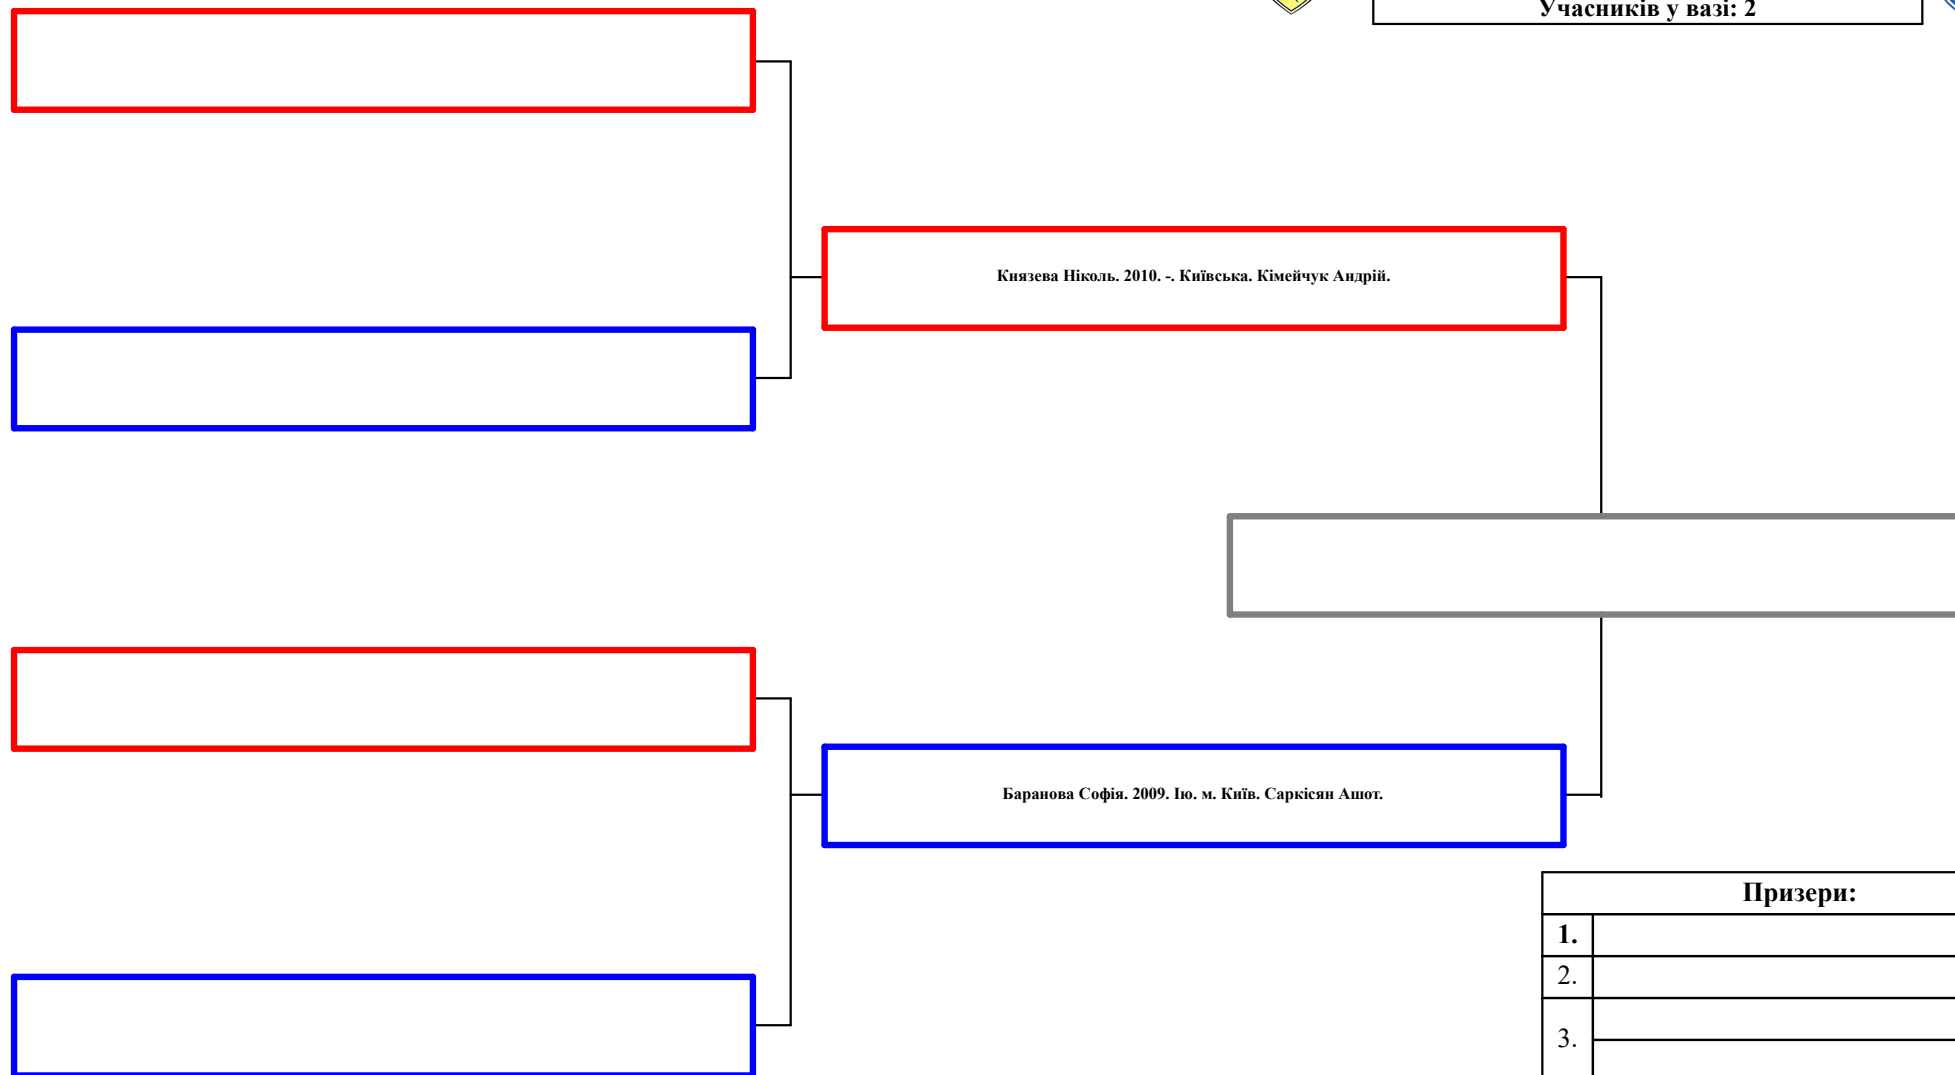 Учасників у вазі: 2
Князева Ніколь. 2010. -. Київська. Кімейчук Андрій.
Баранова Софія. 2009. Ію. м. Київ. Саркісян Ашот.
Призери:
1.
2.
3.